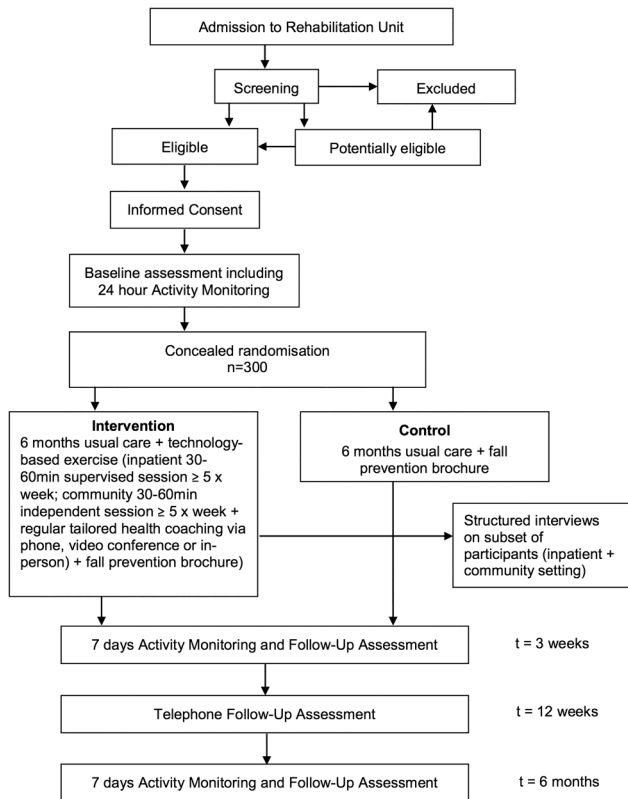 Admission to Rehabilitation Unit
Screening
Excluded
Eligible
Potentially eligible
Informed Consent
Baseline assessment including
24 hour Activity Monitoring
Concealed randomisation
n=300
Intervention
6 months usual care + technology-
based exercise (inpatient 30-
60min supervised session ≥ 5 x
week; community 30-60min
independent session ≥ 5 x week +
regular tailored health coaching via
phone, video conference or in-
person) + fall prevention brochure)
Control
6 months usual care + fall
prevention brochure
Structured interviews
on subset of
participants (inpatient +
community setting)
7 days Activity Monitoring and Follow-Up Assessment
t = 3 weeks
Telephone Follow-Up Assessment
t = 12 weeks
7 days Activity Monitoring and Follow-Up Assessment
t = 6 months